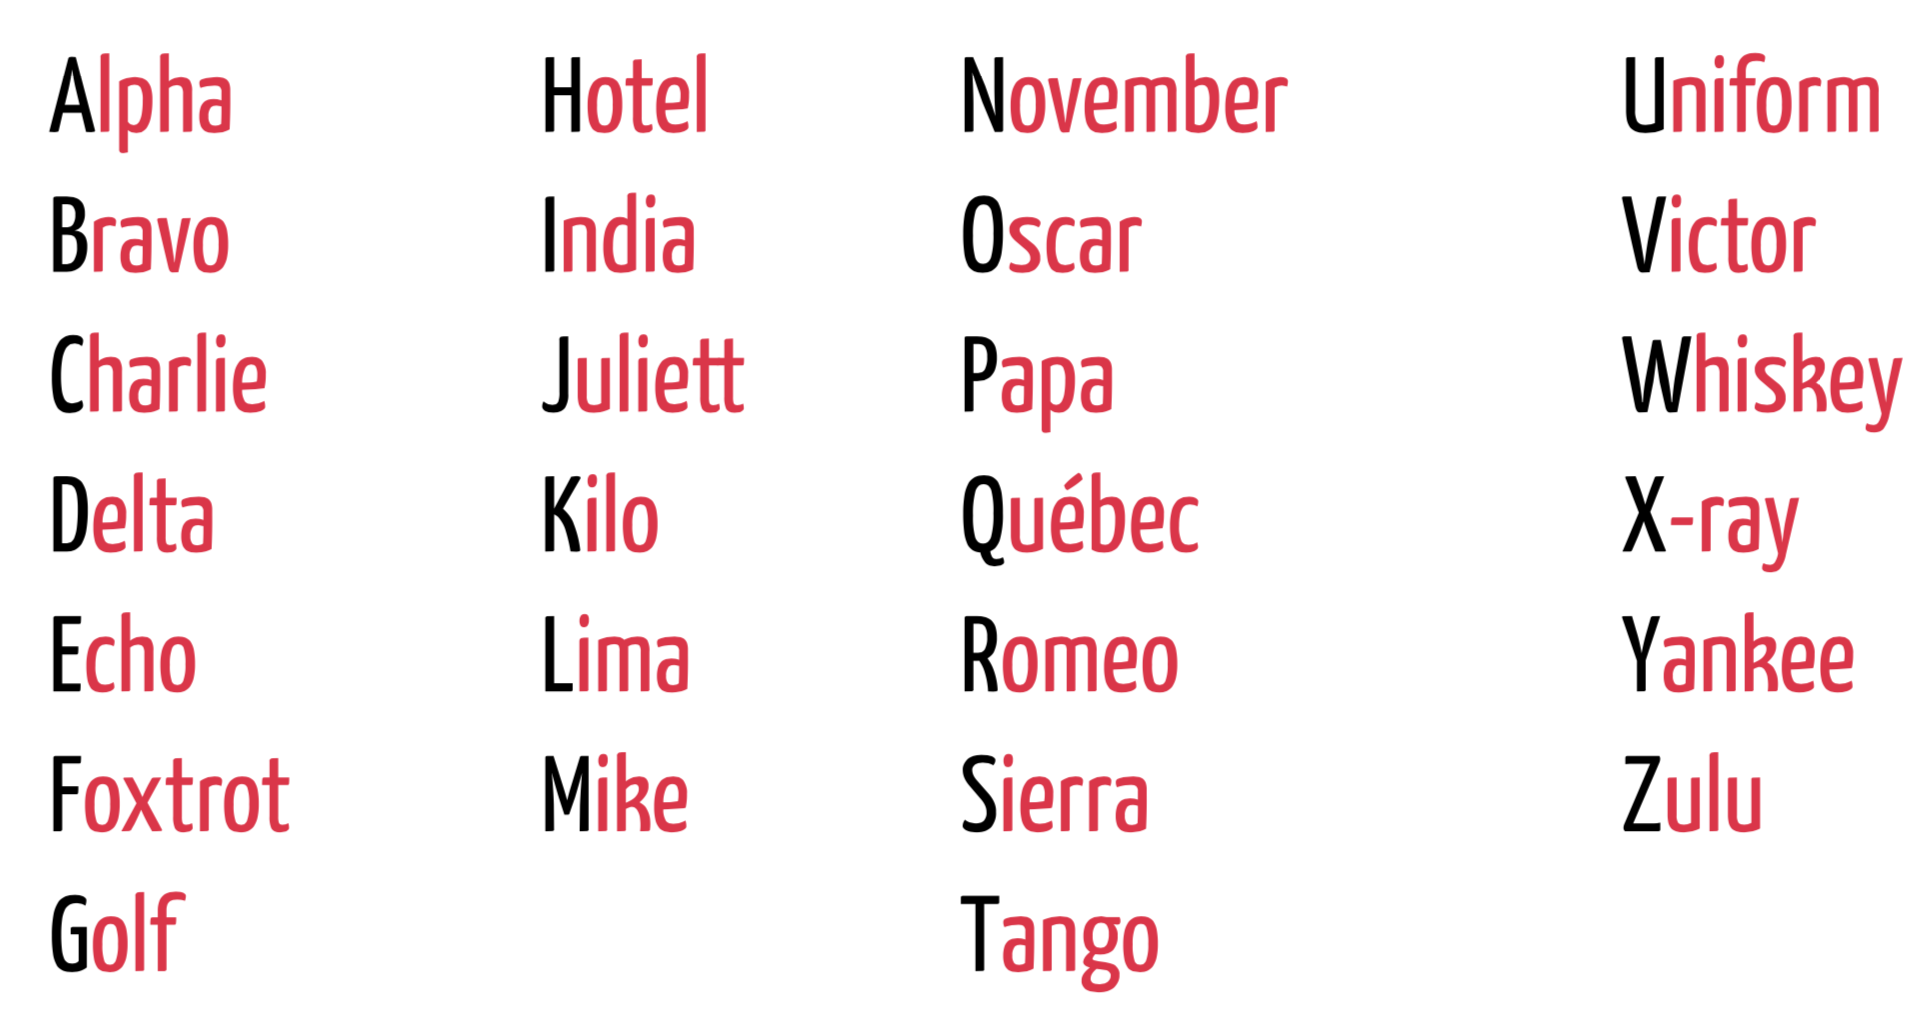 Alpha
Bravo
Charlie
Delta
Echo
Foxtrot
Golf
Hotel
India
Juliett
Kilo
Lima
Mike
November
Oscar
Papa
Québec
Romeo
Sierra
Tango
Uniform
Victor
Whiskey
X-ray
Yankee
Zulu